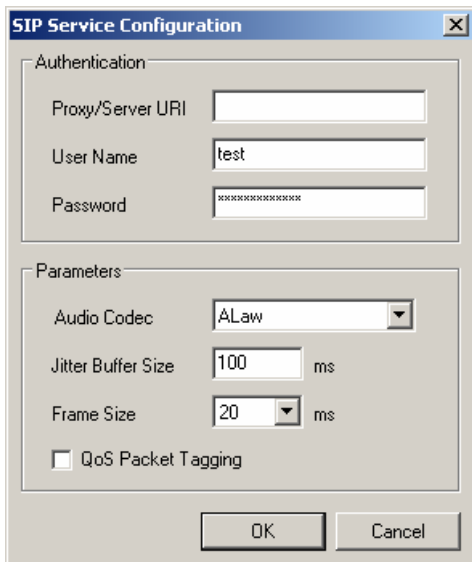 SIP Service Configuration
Authentication
Proxy/Server URI
User Name test
Password *************
Parameters
Audio Codec ALaw
Jitter Buffer Size 100 ms
Frame Size 20 ms
QoS Packet Tagging
OK Cancel